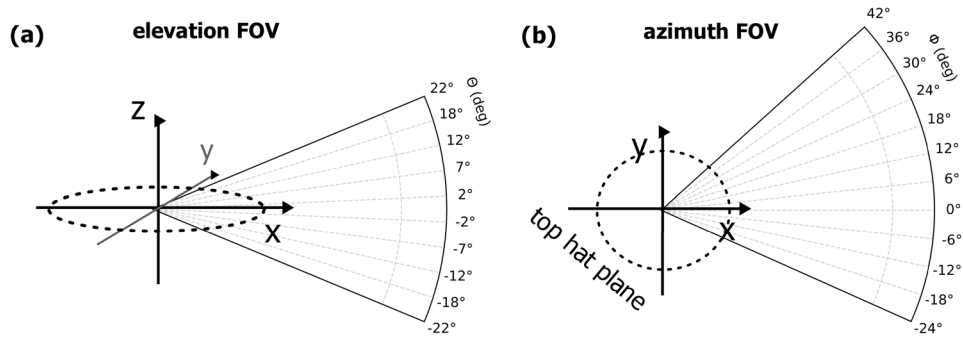 (a)
elevation FOV
z
y
x
22°
18°
12°
7°
2°
-2°
-7°
-12°
-18°
-22°
Θ (deg)
(b)
azimuth FOV
y
x
top hat plane
42°
36°
30°
24°
18°
12°
6°
0°
-6°
-12°
-18°
-24°
Φ (deg)